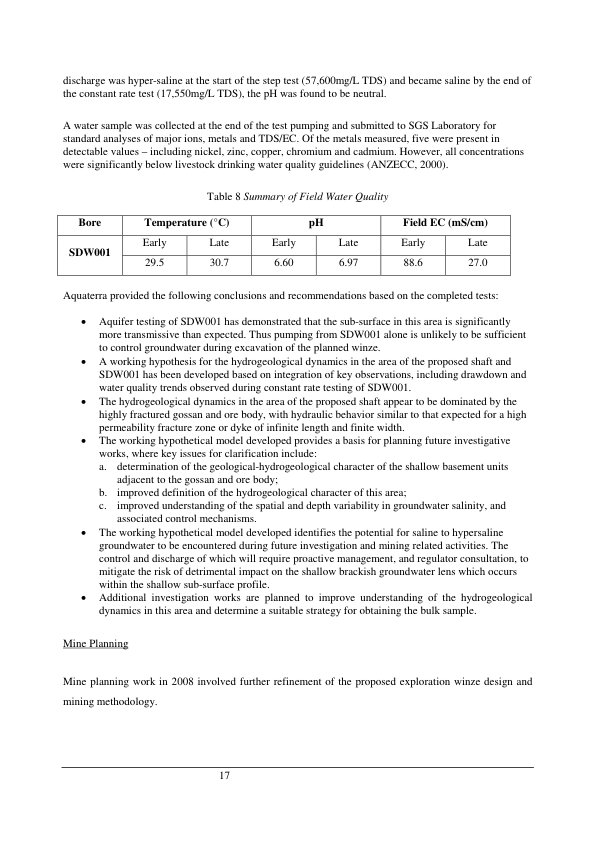 discharge was hyper-saline at the start of the step test (57,600mg/L TDS) and became saline by the end of
the constant rate test (17,550mg/L TDS), the pH was found to be neutral.
A water sample was collected at the end of the test pumping and submitted to SGS Laboratory for
standard analyses of major ions, metals and TDS/EC. Of the metals measured, five were present in
detectable values – including nickel, zinc, copper, chromium and cadmium. However, all concentrations
were significantly below livestock drinking water quality guidelines (ANZECC, 2000).
Table 8 Summary of Field Water Quality
Bore Temperature (°C) pH Field EC (mS/cm)
SDW001 Early Late Early Late Early Late
29.5 30.7 6.60 6.97 88.6 27.0
Aquaterra provided the following conclusions and recommendations based on the completed tests:
• Aquifer testing of SDW001 has demonstrated that the sub-surface in this area is significantly
more transmissive than expected. Thus pumping from SDW001 alone is unlikely to be sufficient
to control groundwater during excavation of the planned winze.
• A working hypothesis for the hydrogeological dynamics in the area of the proposed shaft and
SDW001 has been developed based on integration of key observations, including drawdown and
water quality trends observed during constant rate testing of SDW001.
• The hydrogeological dynamics in the area of the proposed shaft appear to be dominated by the
highly fractured gossan and ore body, with hydraulic behavior similar to that expected for a high
permeability fracture zone or dyke of infinite length and finite width.
• The working hypothetical model developed provides a basis for planning future investigative
works, where key issues for clarification include:
a. determination of the geological-hydrogeological character of the shallow basement units
adjacent to the gossan and ore body;
b. improved definition of the hydrogeological character of this area;
c. improved understanding of the spatial and depth variability in groundwater salinity, and
associated control mechanisms.
• The working hypothetical model developed identifies the potential for saline to hypersaline
groundwater to be encountered during future investigation and mining related activities. The
control and discharge of which will require proactive management, and regulator consultation, to
mitigate the risk of detrimental impact on the shallow brackish groundwater lens which occurs
within the shallow sub-surface profile.
• Additional investigation works are planned to improve understanding of the hydrogeological
dynamics in this area and determine a suitable strategy for obtaining the bulk sample.
Mine Planning
Mine planning work in 2008 involved further refinement of the proposed exploration winze design and
mining methodology.
17